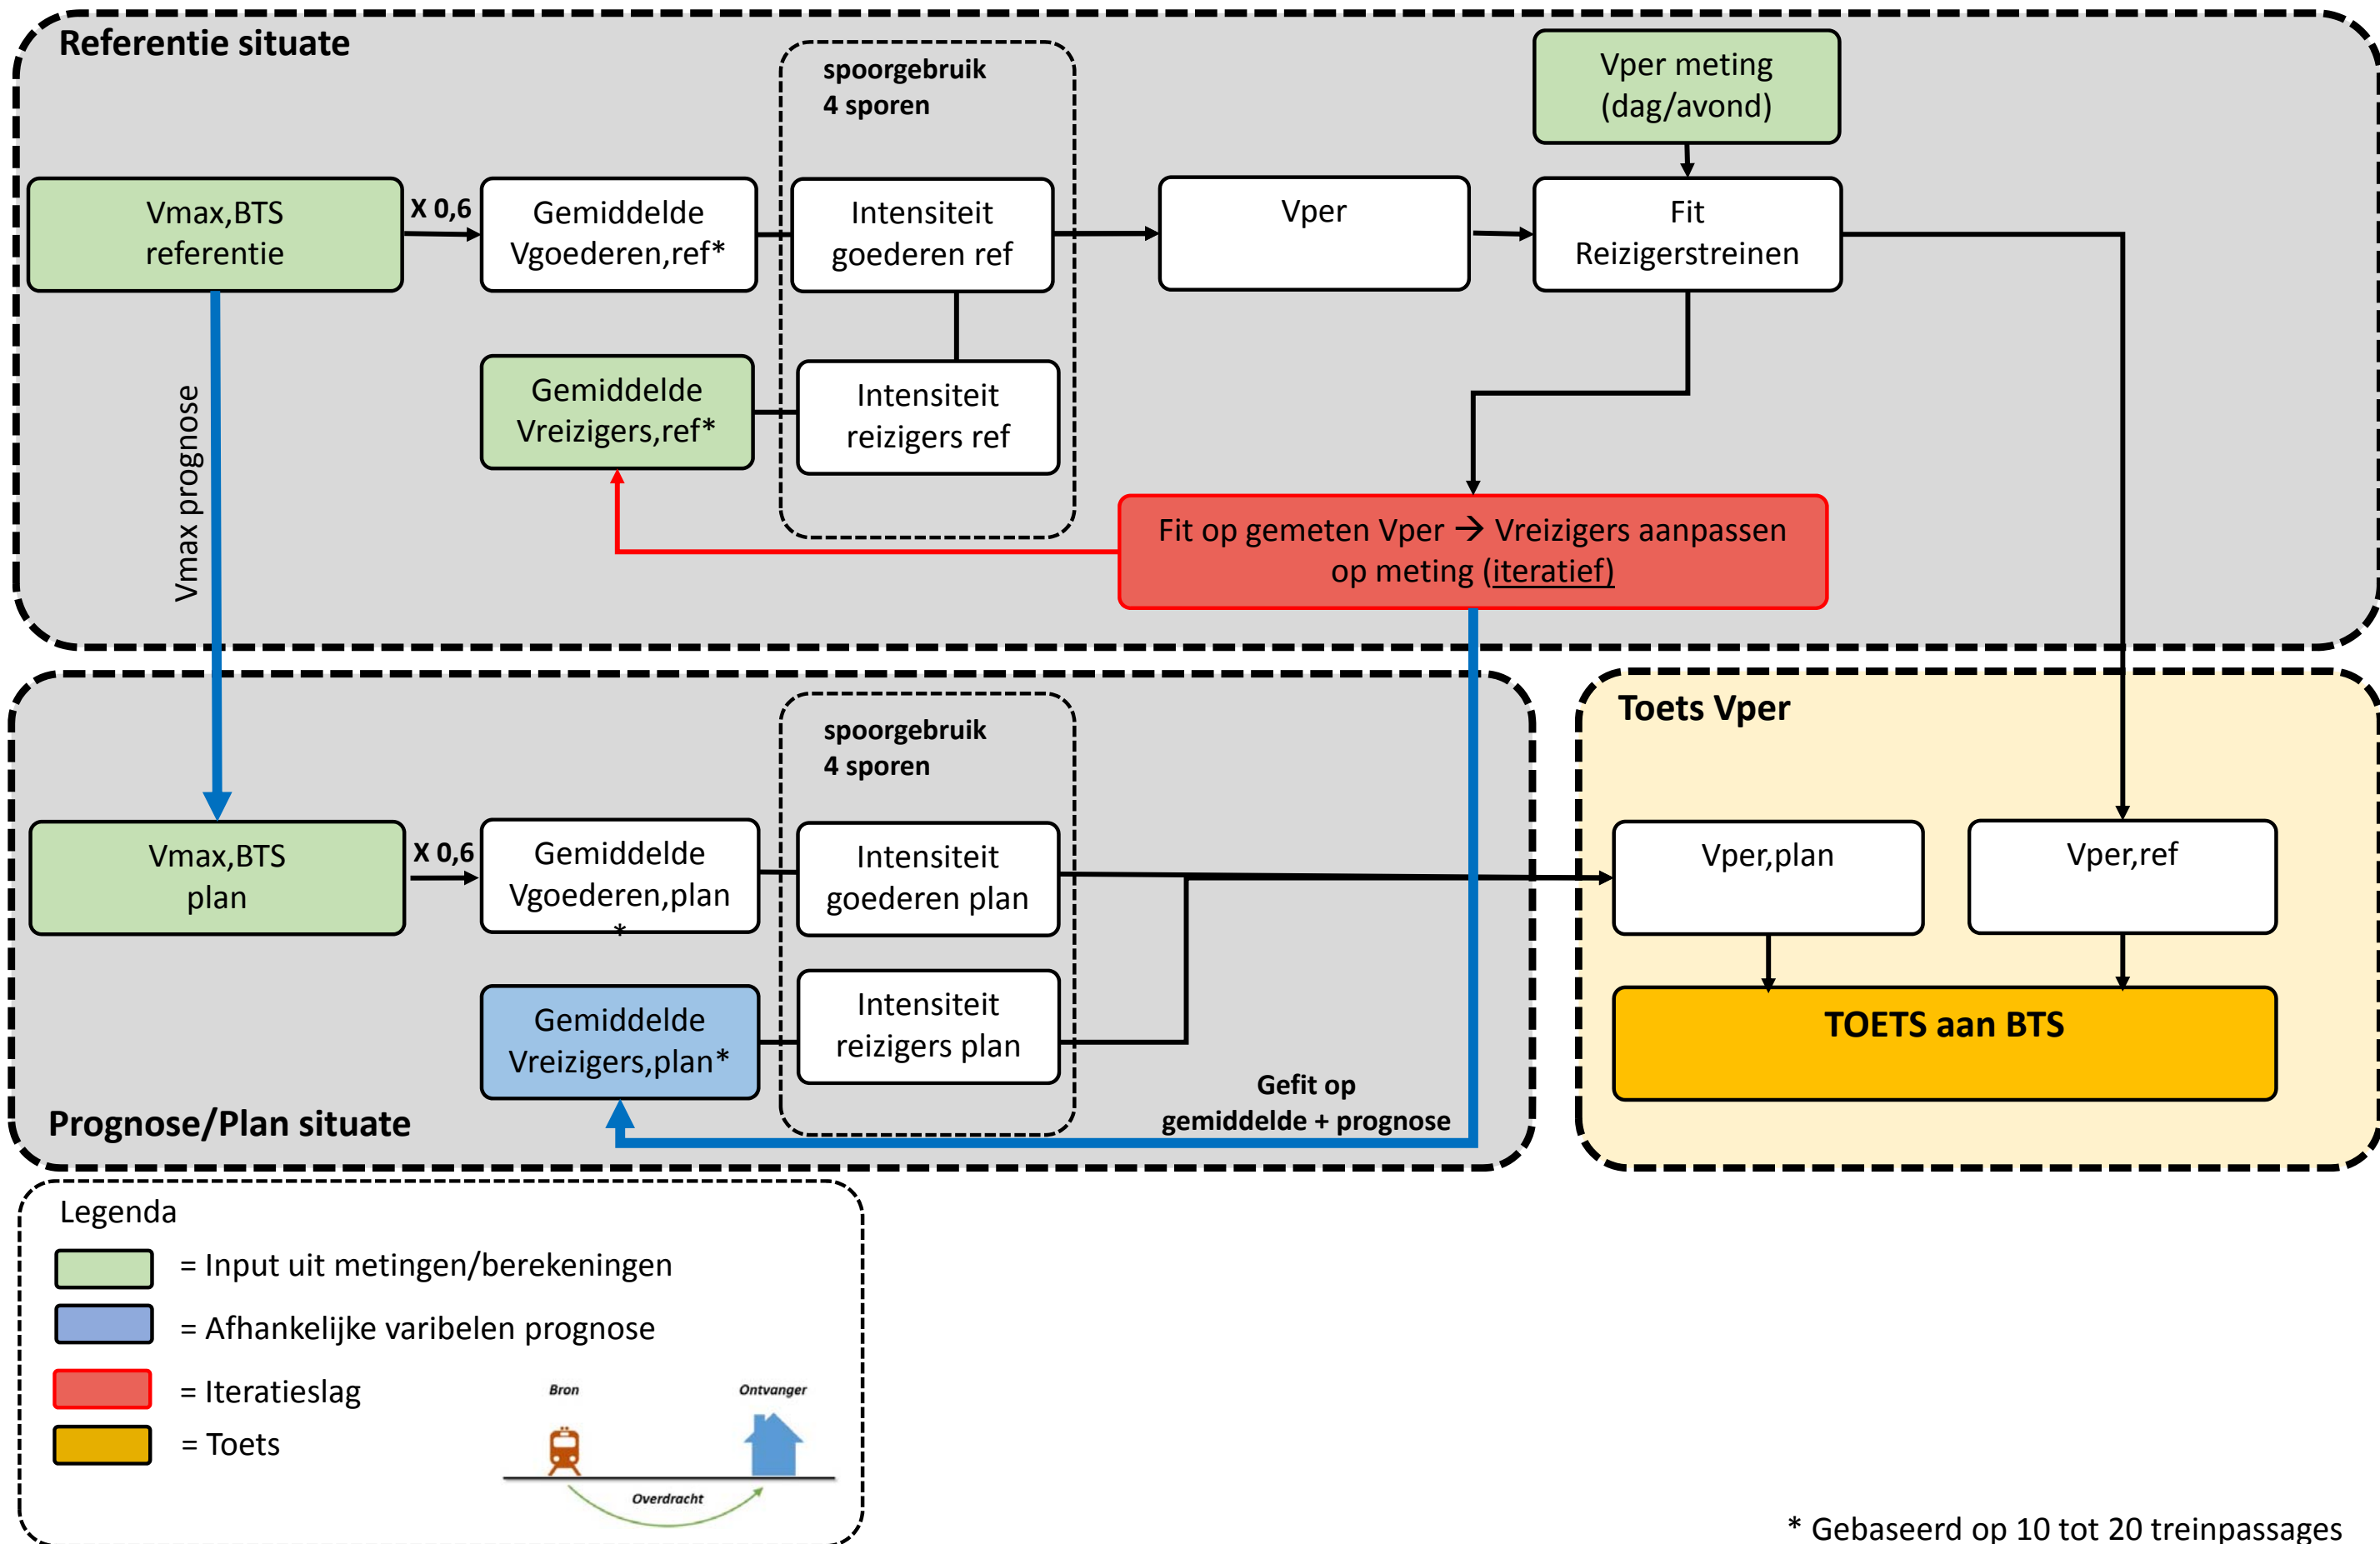 Referentie situate
spoorgebruik
4 sporen
Vper meting
(dag/avond)
Vmax,BTS
referentie
X 0,6
Gemiddelde
Vgoederen,ref*
Intensiteit
goederen ref
Vper
Fit
Reizigerstreinen
Gemiddelde
Vreizigers,ref*
Intensiteit
reizigers ref
Vmax prognose
Fit op gemeten Vper → Vreizigers aanpassen
op meting (iteratief)
spoorgebruik
4 sporen
Toets Vper
Vmax,BTS
plan
X 0,6
Gemiddelde
Vgoederen,plan
*
Intensiteit
goederen plan
Vper,plan
Vper,ref
Gemiddelde
Vreizigers,plan*
Intensiteit
reizigers plan
TOETS aan BTS
Gefit op
gemiddelde + prognose
Prognose/Plan situate
Legenda
= Input uit metingen/berekeningen
= Afhankelijke varibelen prognose
= Iteratieslag
= Toets
Bron
Ontvanger
Overdracht
* Gebaseerd op 10 tot 20 treinpassages